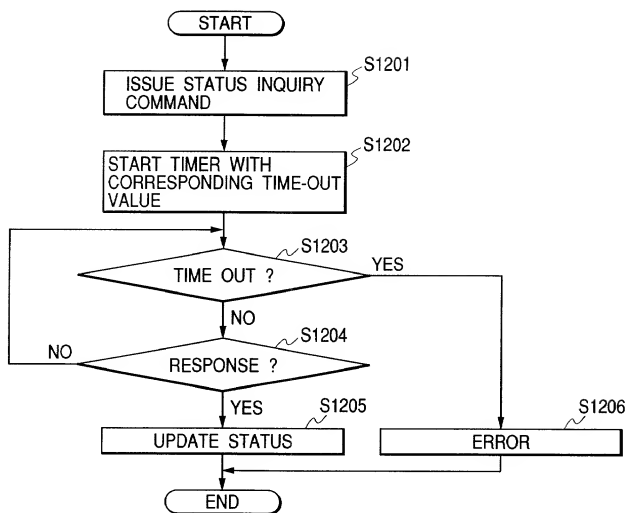 START
S1201
ISSUE STATUS INQUIRY
COMMAND
S1202
START TIMER WITH
CORRESPONDING TIME-OUT
VALUE
S1203
TIME OUT ?
YES
NO
S1204
NO
RESPONSE ?
YES
S1205
UPDATE STATUS
S1206
ERROR
END